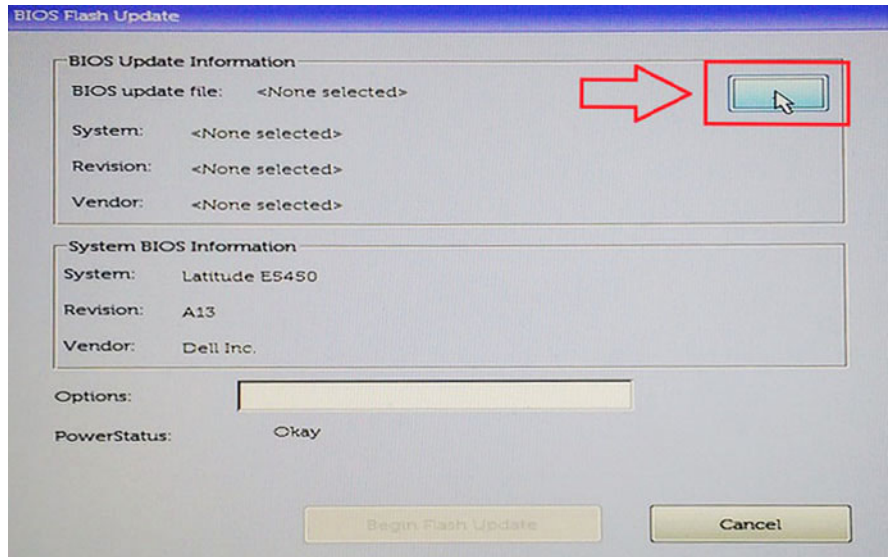 BIOS Flash Update
BIOS Update Information
BIOS update file: <None selected>
System: <None selected>
Revision: <None selected>
Vendor: <None selected>
System BIOS Information
System: Latitude E5450
Revision: A13
Vendor: Dell Inc.
Options:
PowerStatus: Okay
Begin Flash Update
Cancel